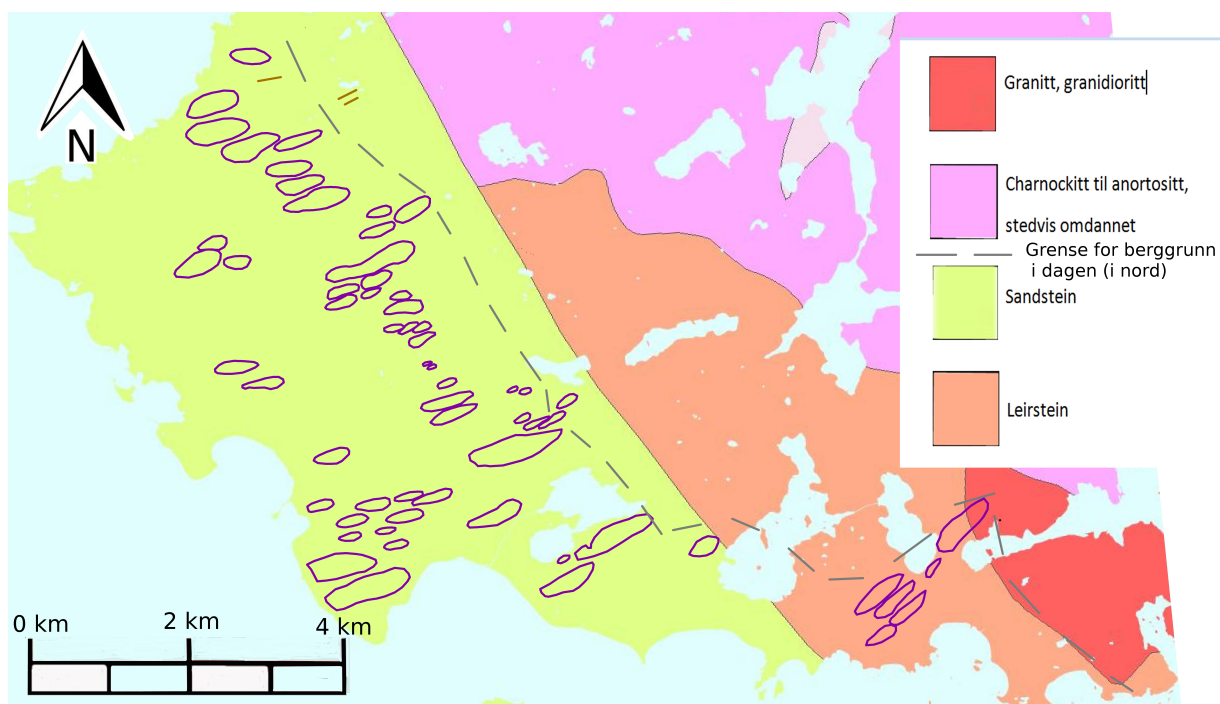 N
Granitt, granidioritt
Charnockitt til anortositt,
stedvis omdannet
Grense for berggrunn
i dagen (i nord)
Sandstein
Leirstein
0 km
2 km
4 km